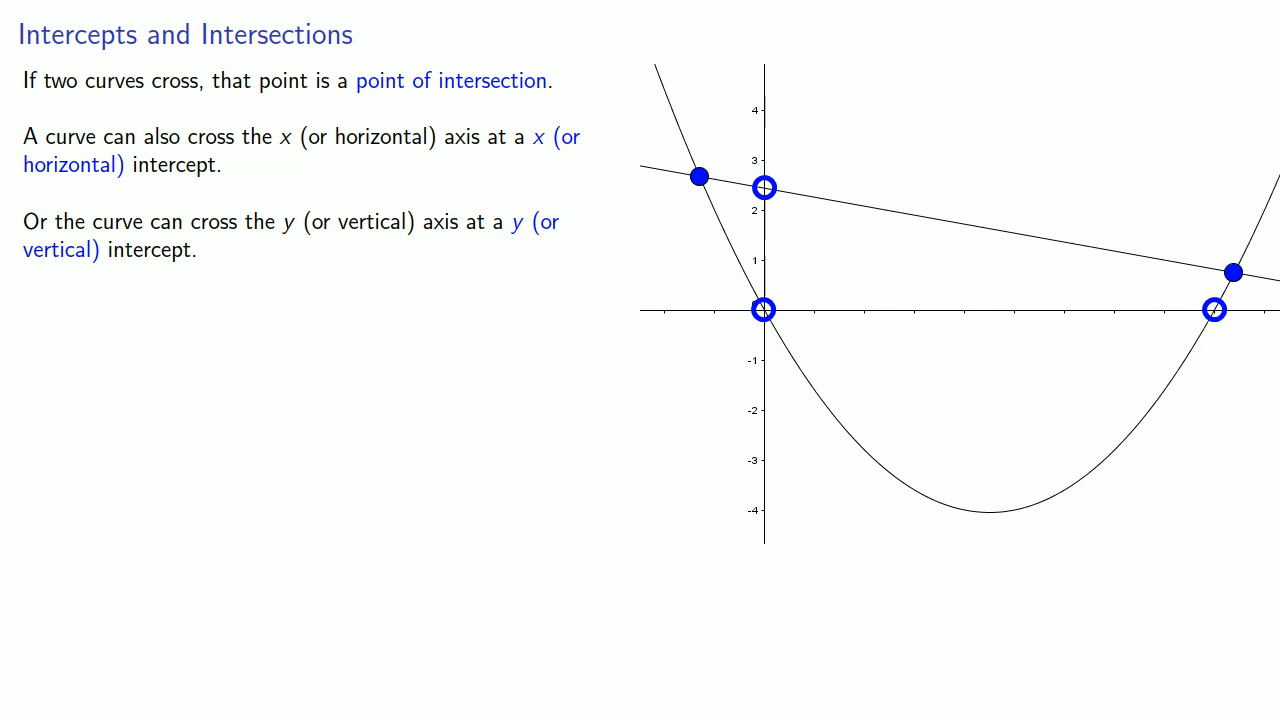 Intercepts and Intersections
If two curves cross, that point is a point of intersection.
A curve can also cross the x (or horizontal) axis at a x (or
horizontal) intercept.
Or the curve can cross the y (or vertical) axis at a y (or
vertical) intercept.
4
3
2
1
-1
-2
-3
-4